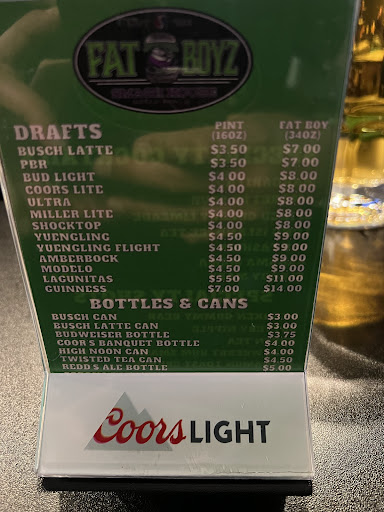 FAT BOYZ
SMOKEHOUSE
DRAFTS PINT FAT BOY
(16OZ) (34OZ)
BUSCH LATTE $3.50 $7.00
PBR $3.50 $7.00
BUD LIGHT $4.00 $8.00
COORS LITE $4.00 $8.00
ULTRA $4.00 $8.00
MILLER LITE $4.00 $8.00
SHOCKTOP $4.00 $8.00
YUENGLING $4.50 $9.00
YUENGLING FLIGHT $4.50 $9.00
AMBERBOCK $4.50 $9.00
MODELO $4.50 $9.00
LAGUNITAS $5.50 $11.00
GUINNESS $7.00 $14.00
BOTTLES & CANS
BUSCH CAN $3.00
BUSCH LATTE CAN $3.00
BUDWEISER BOTTLE $3.75
COOR'S BANQUET BOTTLE $4.00
HIGH NOON CAN $4.00
TWISTED TEA CAN $4.50
REDD'S ALE BOTTLE $5.00
Coors LIGHT